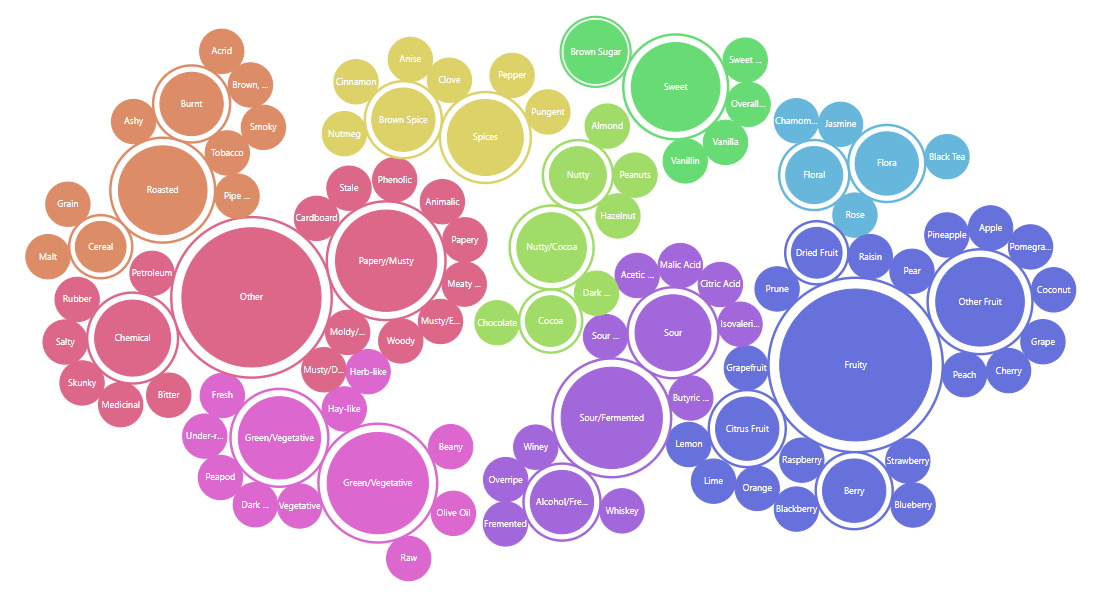 Acrid
Burnt
Brown, ...
Ashy
Smoky
Tobacco
Roasted
Pipe ...
Grain
Cereal
Malt
Anise
Cinnamon
Clove
Pepper
Brown Spice
Nutmeg
Spices
Pungent
Brown Sugar
Sweet
Sweet ...
Overall...
Vanilla
Vanillin
Almond
Nutty
Peanuts
Hazelnut
Nutty/Cocoa
Dark ...
Cocoa
Chocolate
Chamom...
Jasmine
Floral
Flora
Black Tea
Rose
Cardboard
Stale
Phenolic
Animalic
Papery
Papery/Musty
Meaty ...
Musty/E...
Woody
Moldy/...
Musty/D...
Other
Petroleum
Rubber
Chemical
Salty
Skunky
Medicinal
Bitter
Herb-like
Hay-like
Fresh
Green/Vegetative
Under-r...
Peapod
Dark ...
Vegetative
Green/Vegetative
Beany
Olive Oil
Raw
Acetic ...
Malic Acid
Citric Acid
Isovaleri...
Sour
Sour ...
Butyric ...
Sour/Fermented
Winey
Overripe
Alcohol/Fre...
Fremented
Whiskey
Dried Fruit
Raisin
Prune
Pear
Pineapple
Apple
Pomegra...
Other Fruit
Coconut
Grape
Cherry
Peach
Fruity
Grapefruit
Citrus Fruit
Lemon
Lime
Orange
Raspberry
Strawberry
Berry
Blackberry
Blueberry